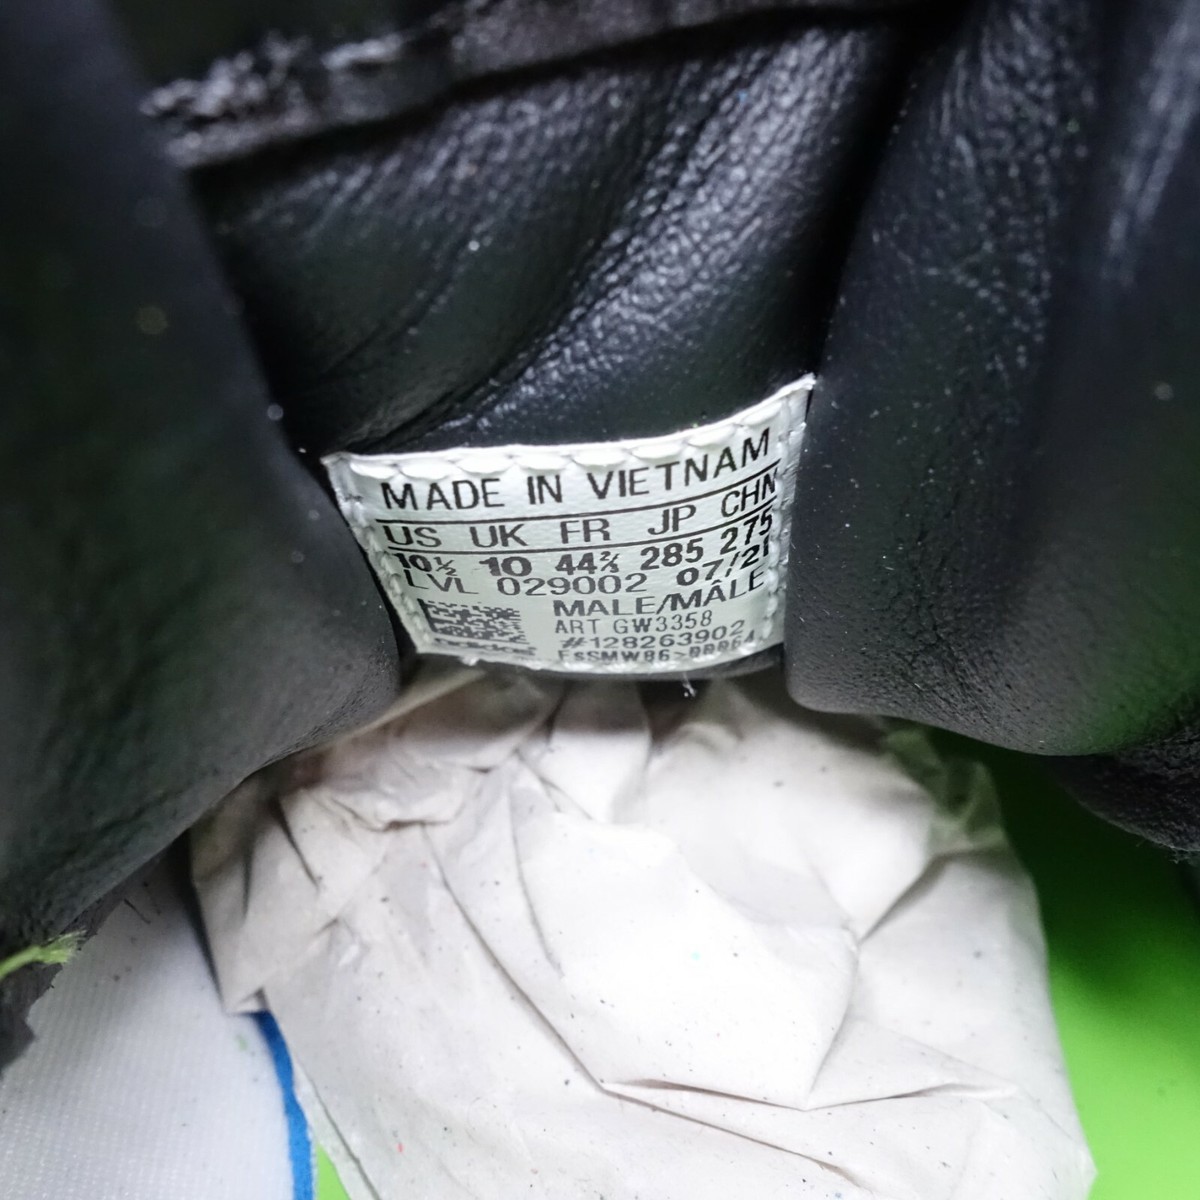 MADE IN VIETNAM
US UK FR JP CHN
10½ 10 44⅔ 285 275
LVL 029002 07/21
MALE/MÂLE
ART GW3358
#128263902
adidas